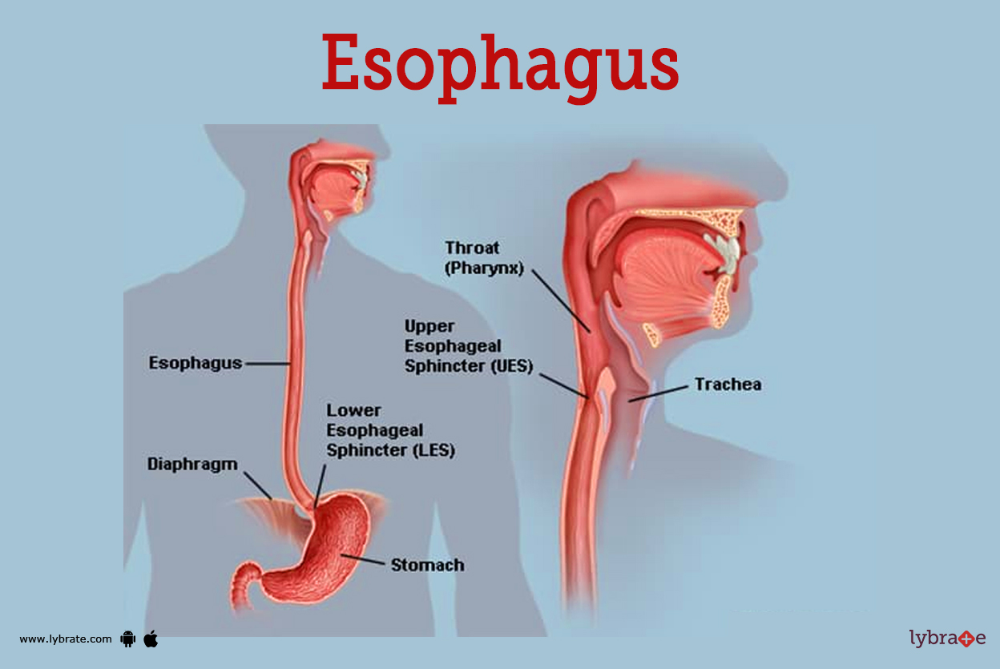 Esophagus
Throat
(Pharynx)
Upper
Esophageal
Sphincter (UES)
Trachea
Esophagus
Lower
Esophageal
Sphincter (LES)
Diaphragm
Stomach
www.lybrate.com
lybrate